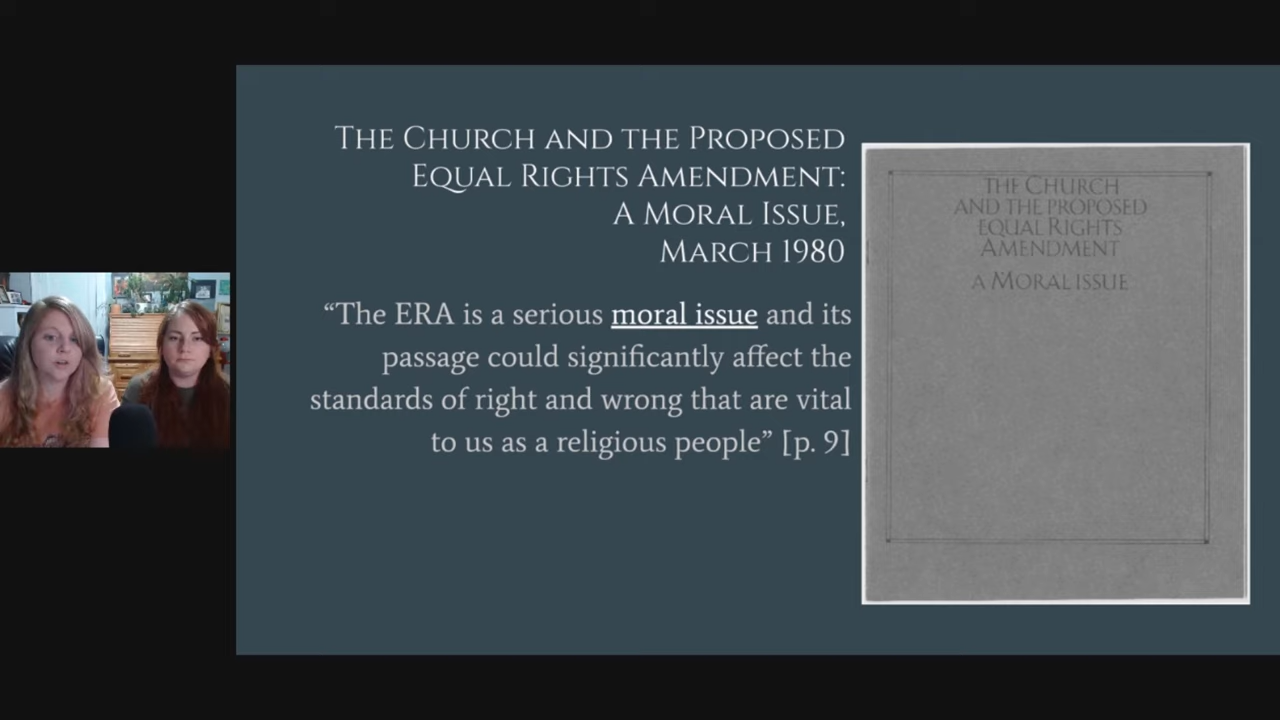 The Church and the Proposed
Equal Rights Amendment:
A Moral Issue,
March 1980
“The ERA is a serious moral issue and its
passage could significantly affect the
standards of right and wrong that are vital
to us as a religious people” [p. 9]
The Church
and the Proposed
Equal Rights
Amendment
A Moral Issue